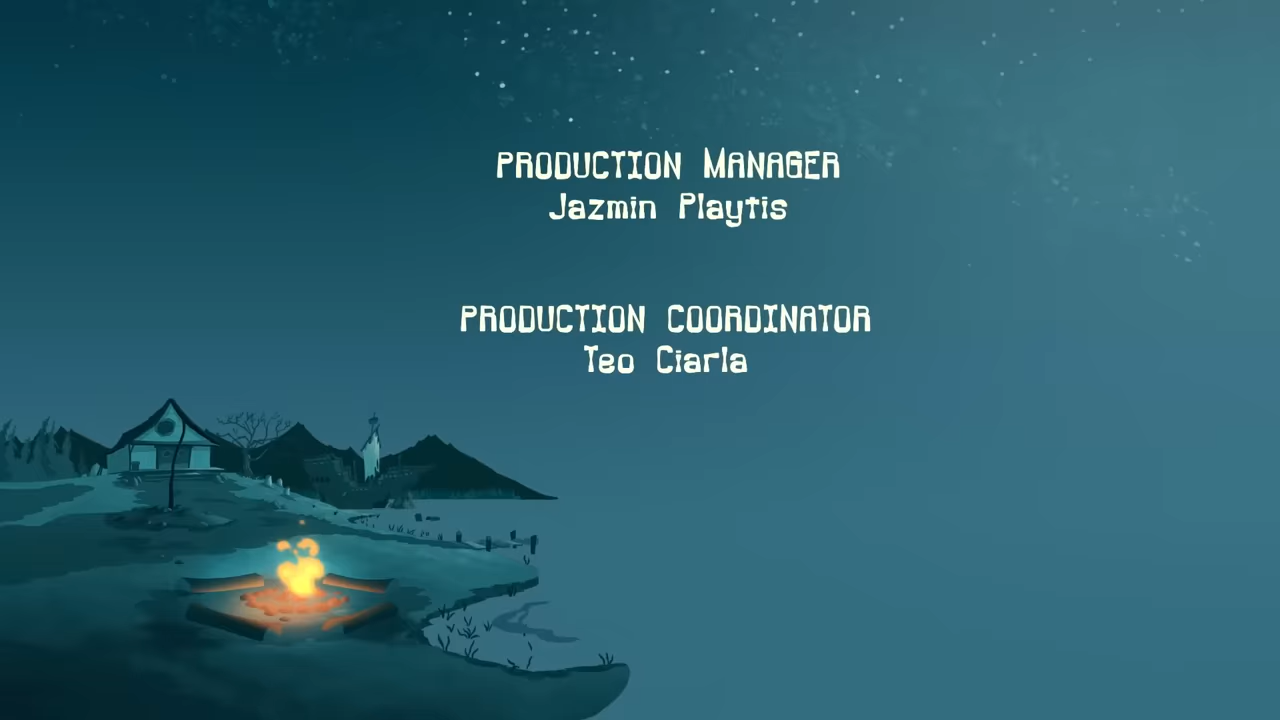 PRODUCTION MANAGER
Jazmin Playtis
PRODUCTION COORDINATOR
Teo Ciarla